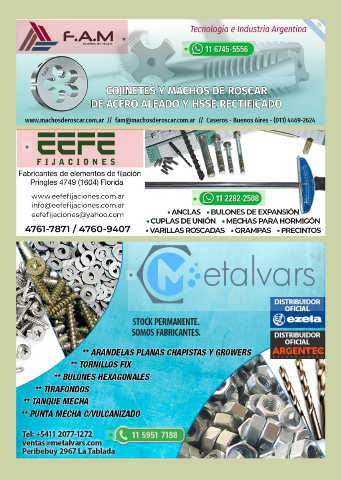 F.A.M
Tecnología e Industria Argentina
11 6745-5556
COJINETES Y MACHOS DE ROSCAR
DE ACERO ALEADO Y HSSE RECTIFICADO
www.machosderoscar.com.ar // fam@machosderoscar.com.ar // Caseros - Buenos Aires - (011) 4469-2624
EEFE
FIJACIONES
Fabricantes de elementos de fijación
Pringles 4749 (1604) Florida
www.eefefijaciones.com.ar
info@eefefijaciones.com.ar
eefefijaciones@yahoo.com
4761-7871 / 4760-9407
11 2282-2508
• ANCLAS • BULONES DE EXPANSIÓN
• CUPLAS DE UNIÓN • MECHAS PARA HORMIGÓN
• VARILLAS ROSCADAS • GRAMPAS • PRECINTOS
Metalvars
STOCK PERMANENTE.
SOMOS FABRICANTES.
DISTRIBUIDOR
OFICIAL
ezeta
DISTRIBUIDOR
OFICIAL
ARGENTEC
** ARANDELAS PLANAS CHAPISTAS Y GROWERS
** TORNILLOS FIX
** BULONES HEXAGONALES
** TIRAFONDOS
** TANQUE MECHA
** PUNTA MECHA C/VULCANIZADO
Tel: +5411 2077-1272
ventas@metalvars.com
Peribebuy 2967 La Tablada
11 5951 7188